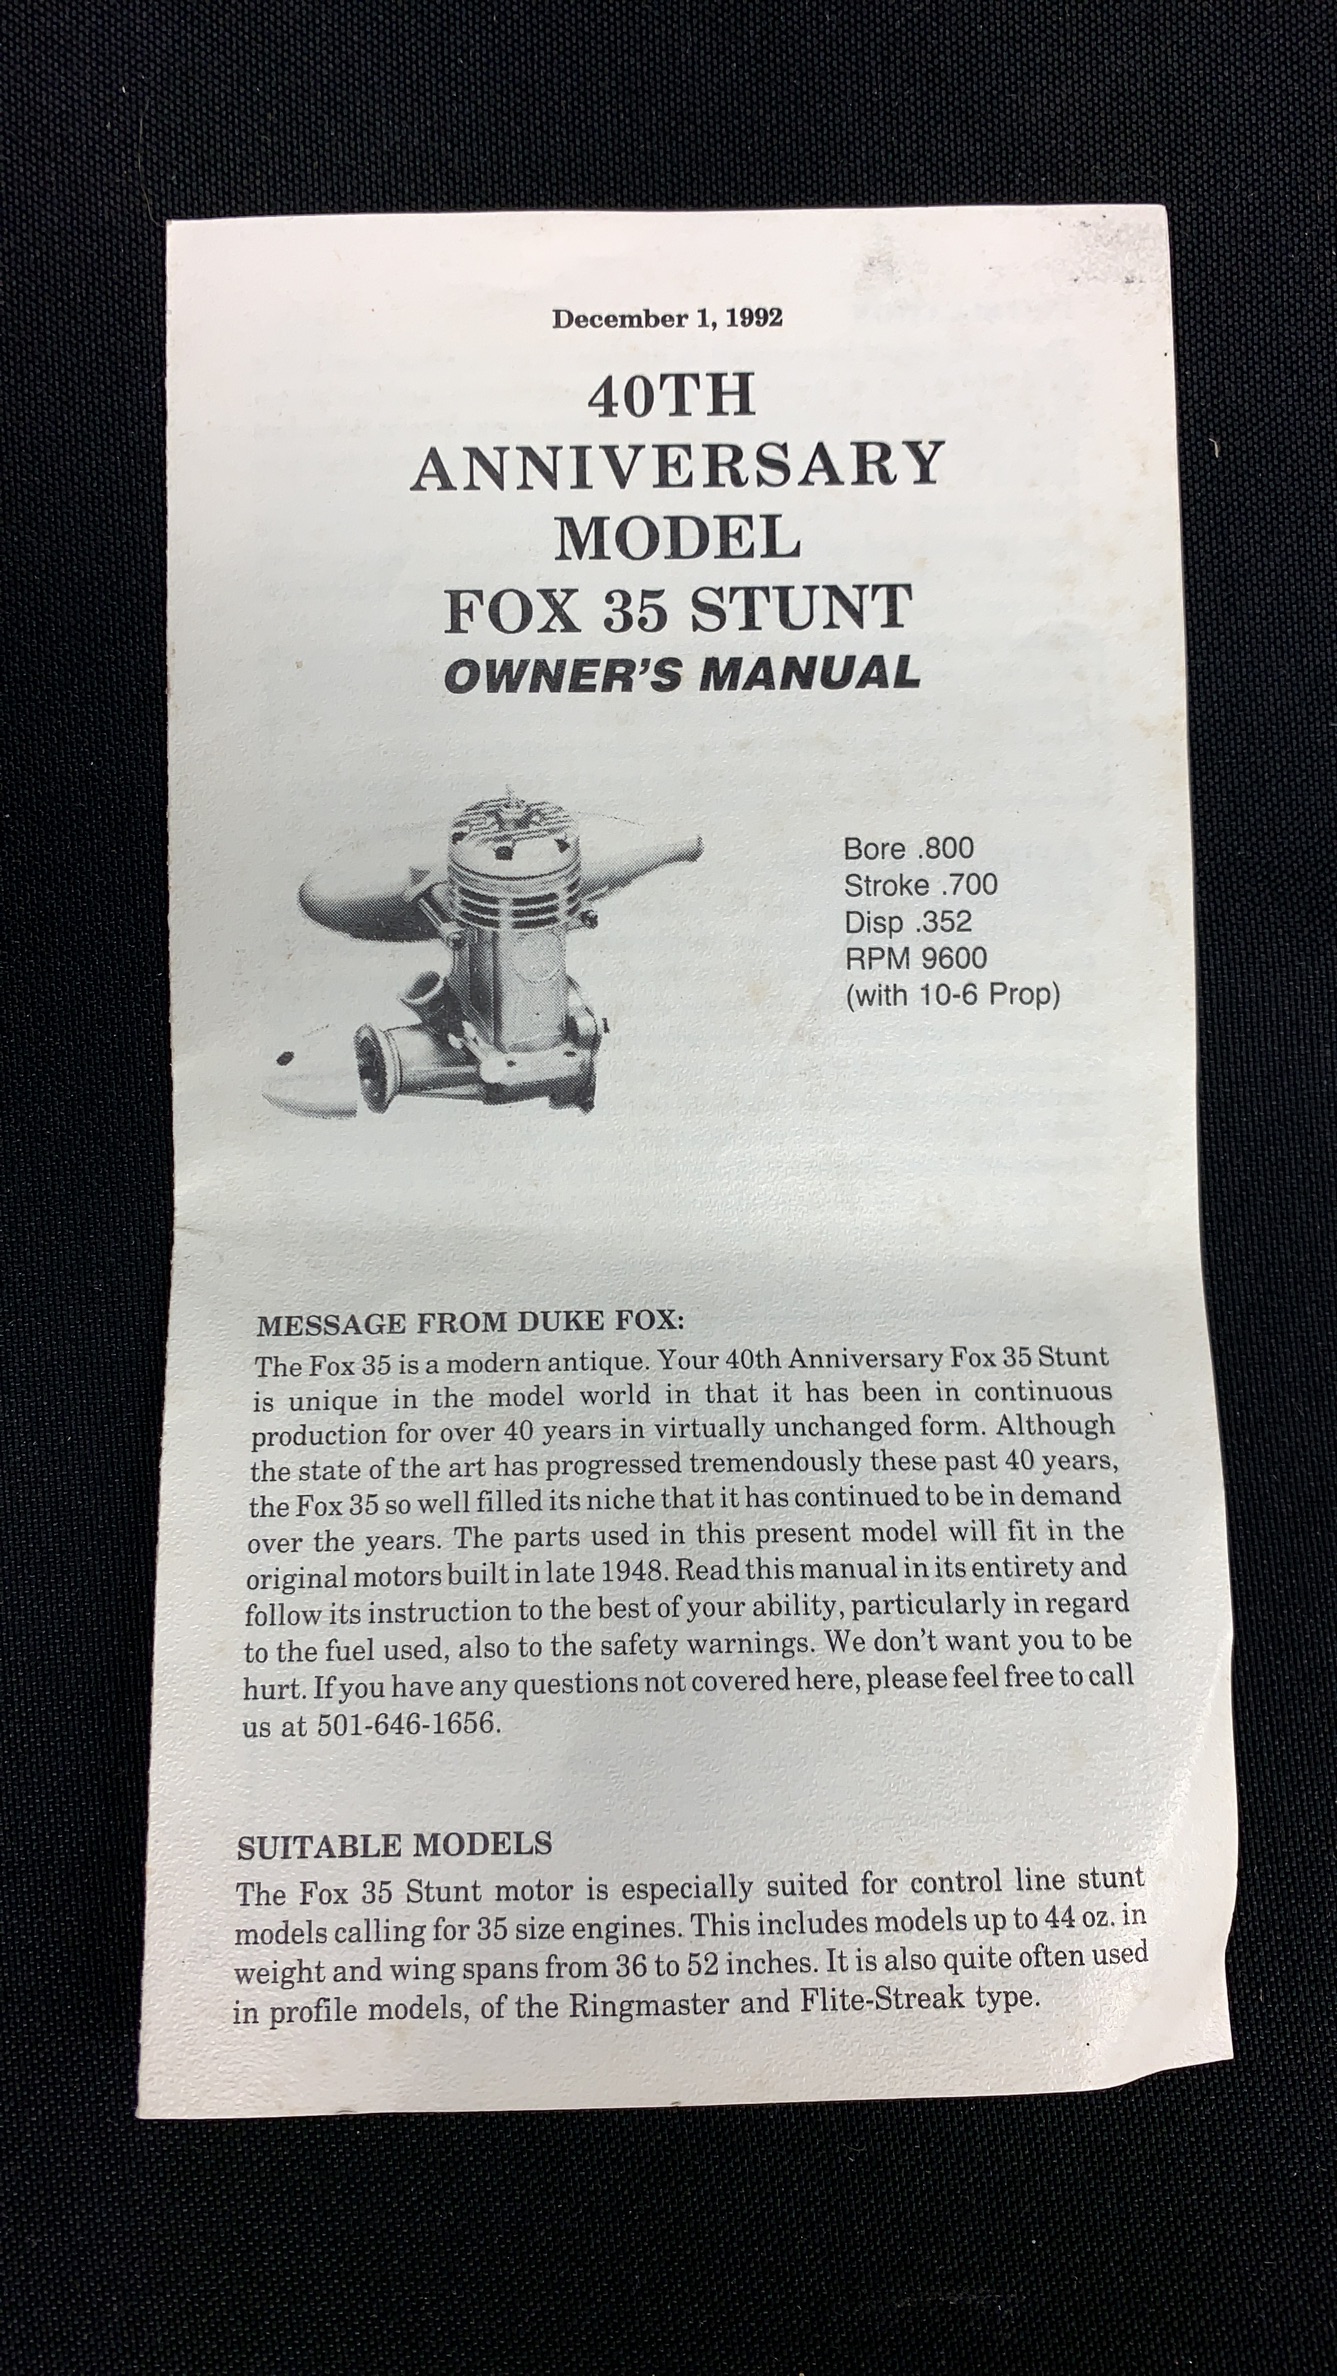 December 1, 1992
40TH
ANNIVERSARY
MODEL
FOX 35 STUNT
OWNER'S MANUAL
Bore .800
Stroke .700
Disp .352
RPM 9600
(with 10-6 Prop)
MESSAGE FROM DUKE FOX:
The Fox 35 is a modern antique. Your 40th Anniversary Fox 35 Stunt
is unique in the model world in that it has been in continuous
production for over 40 years in virtually unchanged form. Although
the state of the art has progressed tremendously these past 40 years,
the Fox 35 so well filled its niche that it has continued to be in demand
over the years. The parts used in this present model will fit in the
original motors built in late 1948. Read this manual in its entirety and
follow its instruction to the best of your ability, particularly in regard
to the fuel used, also to the safety warnings. We don't want you to be
hurt. If you have any questions not covered here, please feel free to call
us at 501-646-1656.
SUITABLE MODELS
The Fox 35 Stunt motor is especially suited for control line stunt
models calling for 35 size engines. This includes models up to 44 oz. in
weight and wing spans from 36 to 52 inches. It is also quite often used
in profile models, of the Ringmaster and Flite-Streak type.